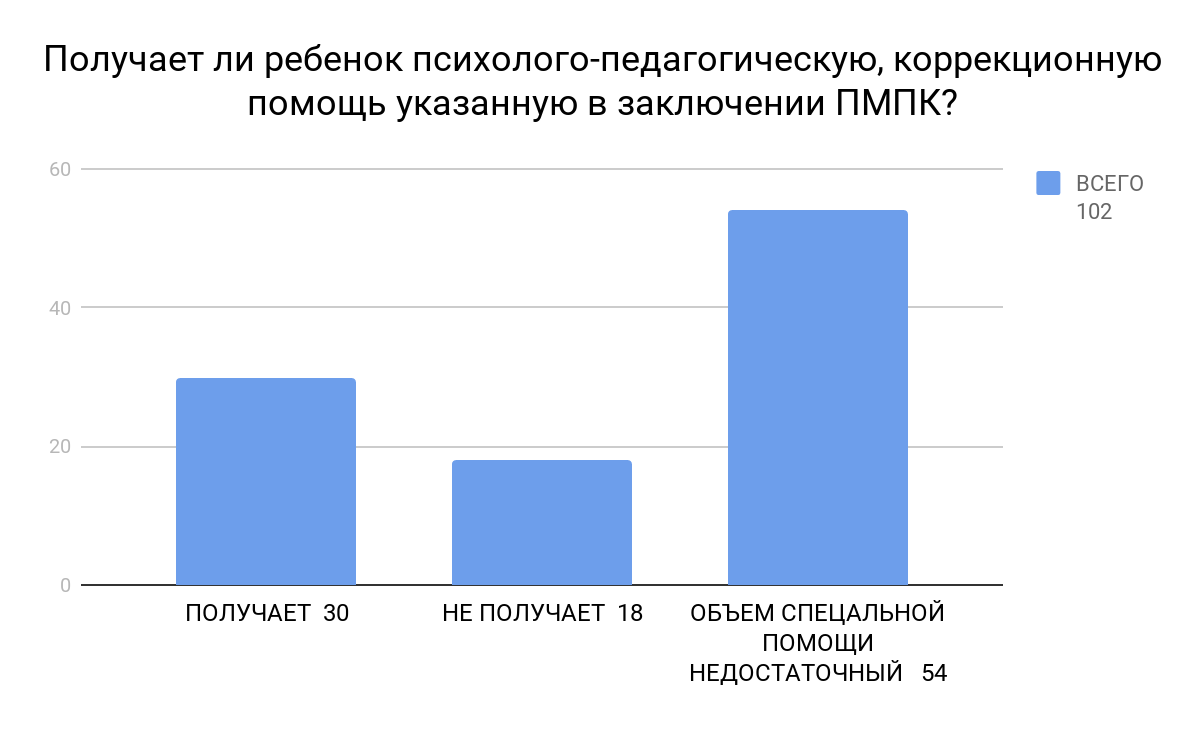 Получает ли ребенок психолого-педагогическую, коррекционную
помощь указанную в заключении ПМПК?
60
ВСЕГО
102
40
20
0
ПОЛУЧАЕТ 30
НЕ ПОЛУЧАЕТ 18
ОБЪЕМ СПЕЦАЛЬНОЙ
ПОМОЩИ
НЕДОСТАТОЧНЫЙ 54